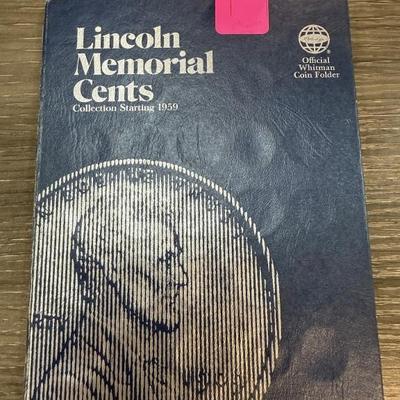 Lincoln
Memorial
Cents
Collection Starting 1959
Official
Whitman
Coin Folder